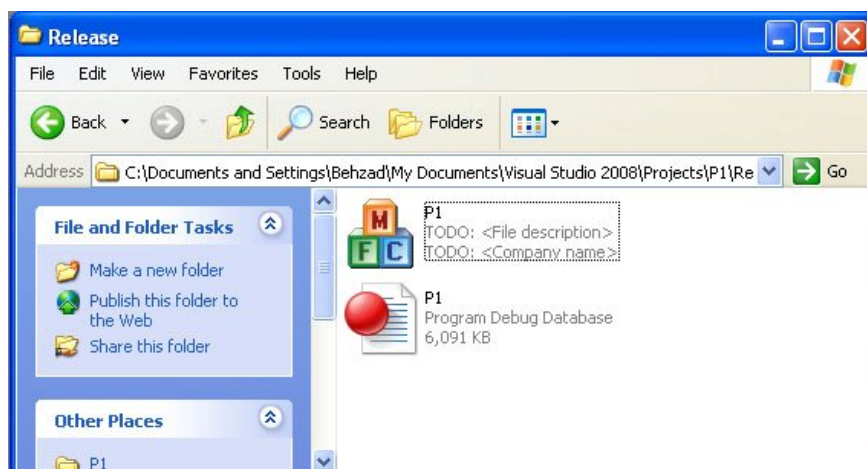 Release
File Edit View Favorites Tools Help
Back Search Folders
Address C:\Documents and Settings\Behzad\My Documents\Visual Studio 2008\Projects\P1\Re Go
File and Folder Tasks
Make a new folder
Publish this folder to
the Web
Share this folder
Other Places
P1
M
F C
P1
TODO: <File description>
TODO: <Company name>
P1
Program Debug Database
6,091 KB